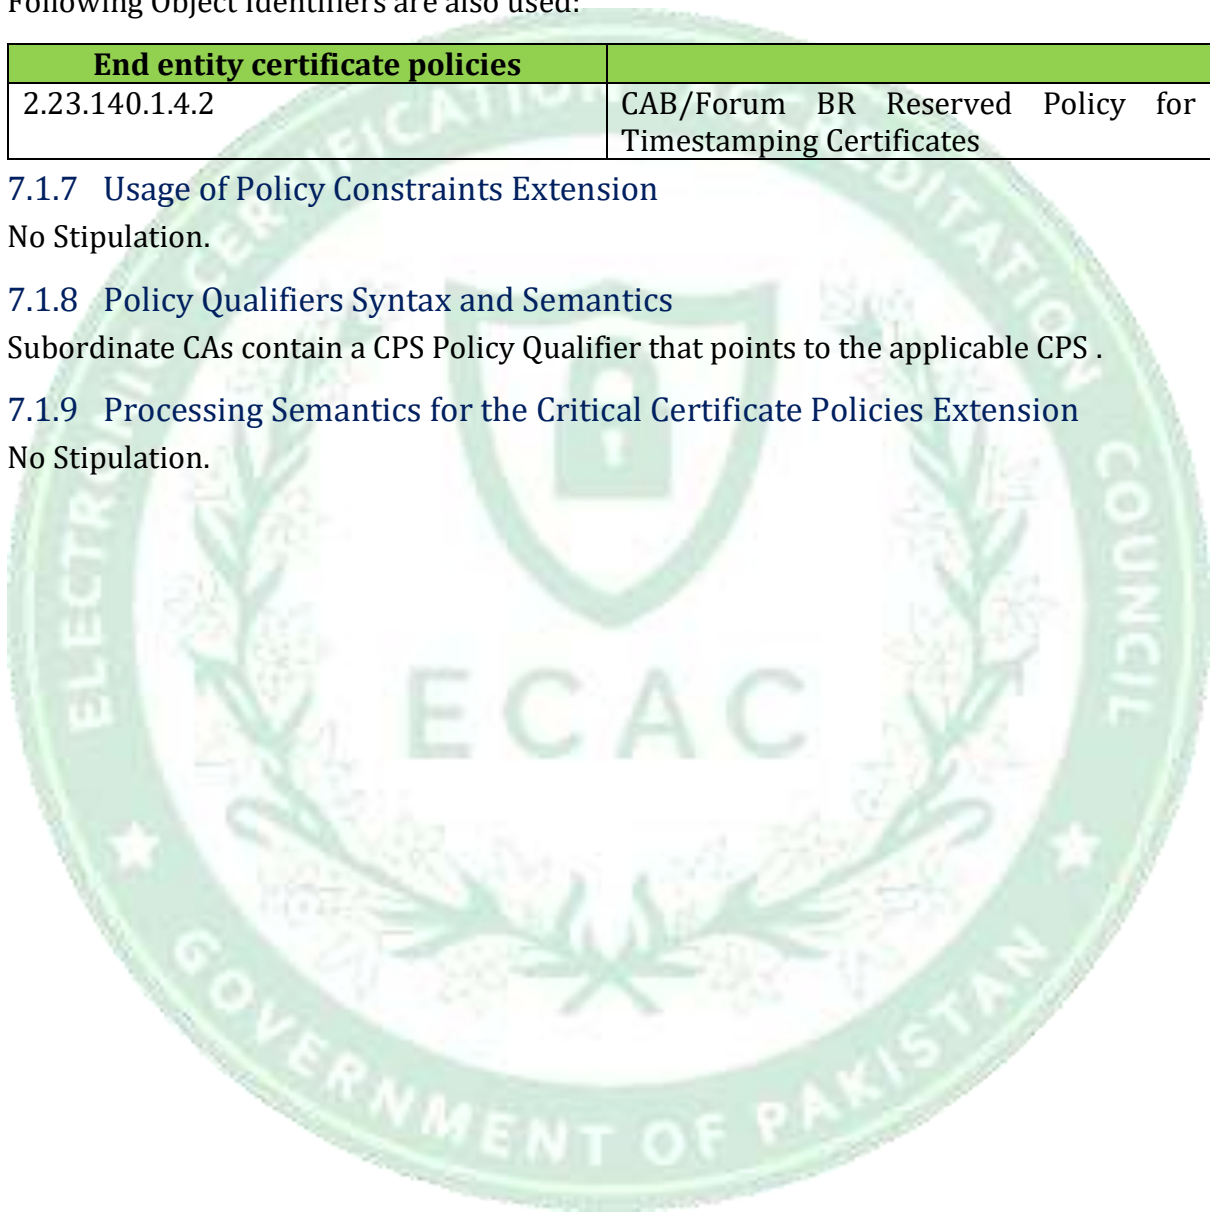 Following Object Identifiers are also used:
End entity certificate policies
2.23.140.1.4.2
CAB/Forum BR Reserved Policy for
Timestamping Certificates
7.1.7 Usage of Policy Constraints Extension
No Stipulation.
7.1.8 Policy Qualifiers Syntax and Semantics
Subordinate CAs contain a CPS Policy Qualifier that points to the applicable CPS .
7.1.9 Processing Semantics for the Critical Certificate Policies Extension
No Stipulation.
ELECTRONIC CERTIFICATION ACCREDITATION COUNCIL
ECAC
GOVERNMENT OF PAKISTAN